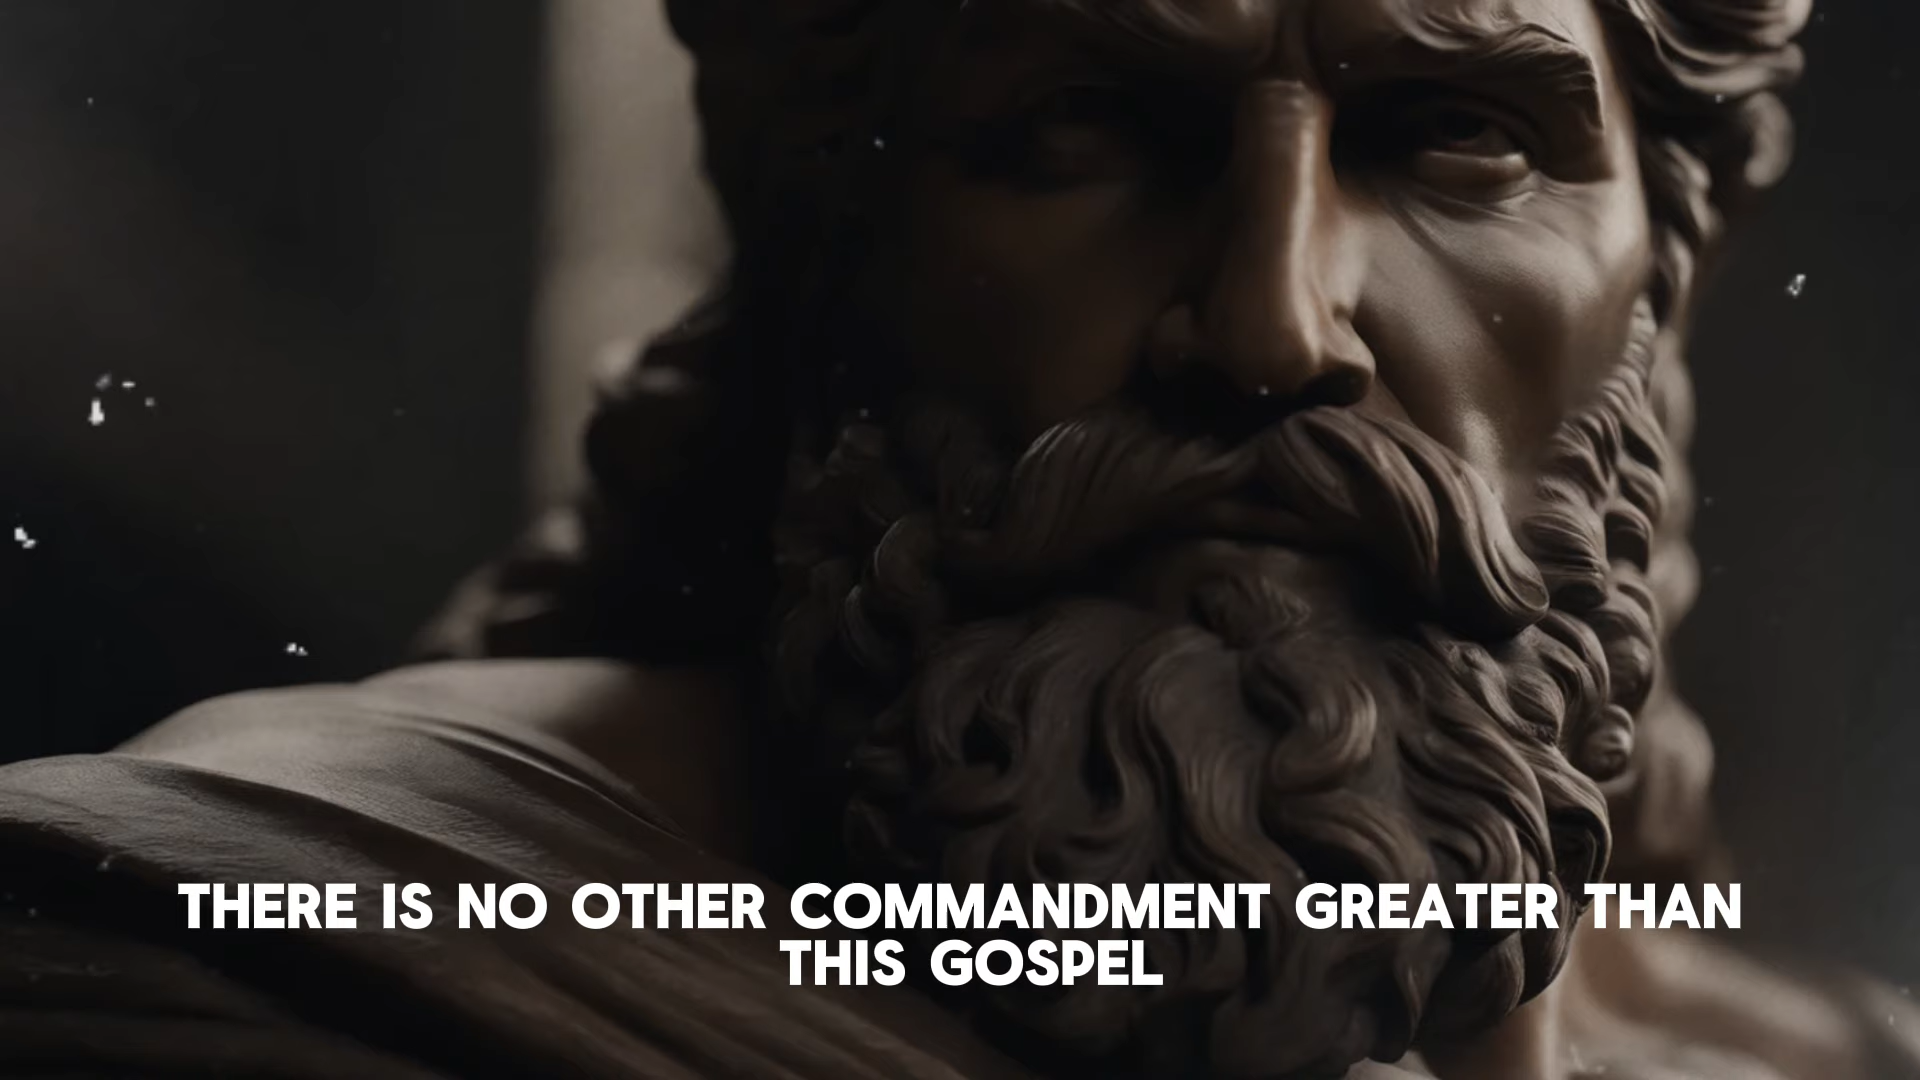 THERE IS NO OTHER COMMANDMENT GREATER THAN
THIS GOSPEL